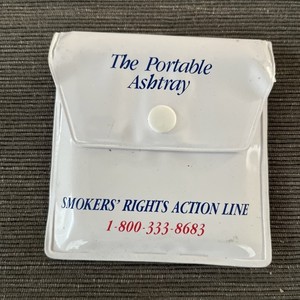 The Portable
Ashtray
SMOKERS' RIGHTS ACTION LINE
1-800-333-8683